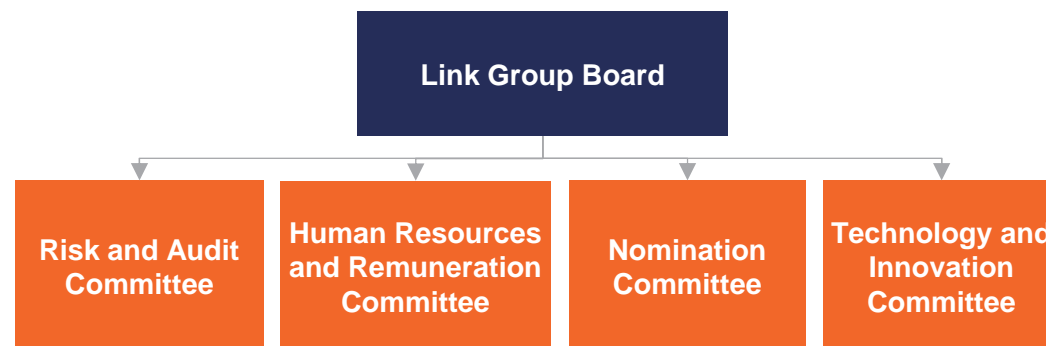 Link Group Board
Risk and Audit
Committee
Human Resources
and Remuneration
Committee
Nomination
Committee
Technology and
Innovation
Committee